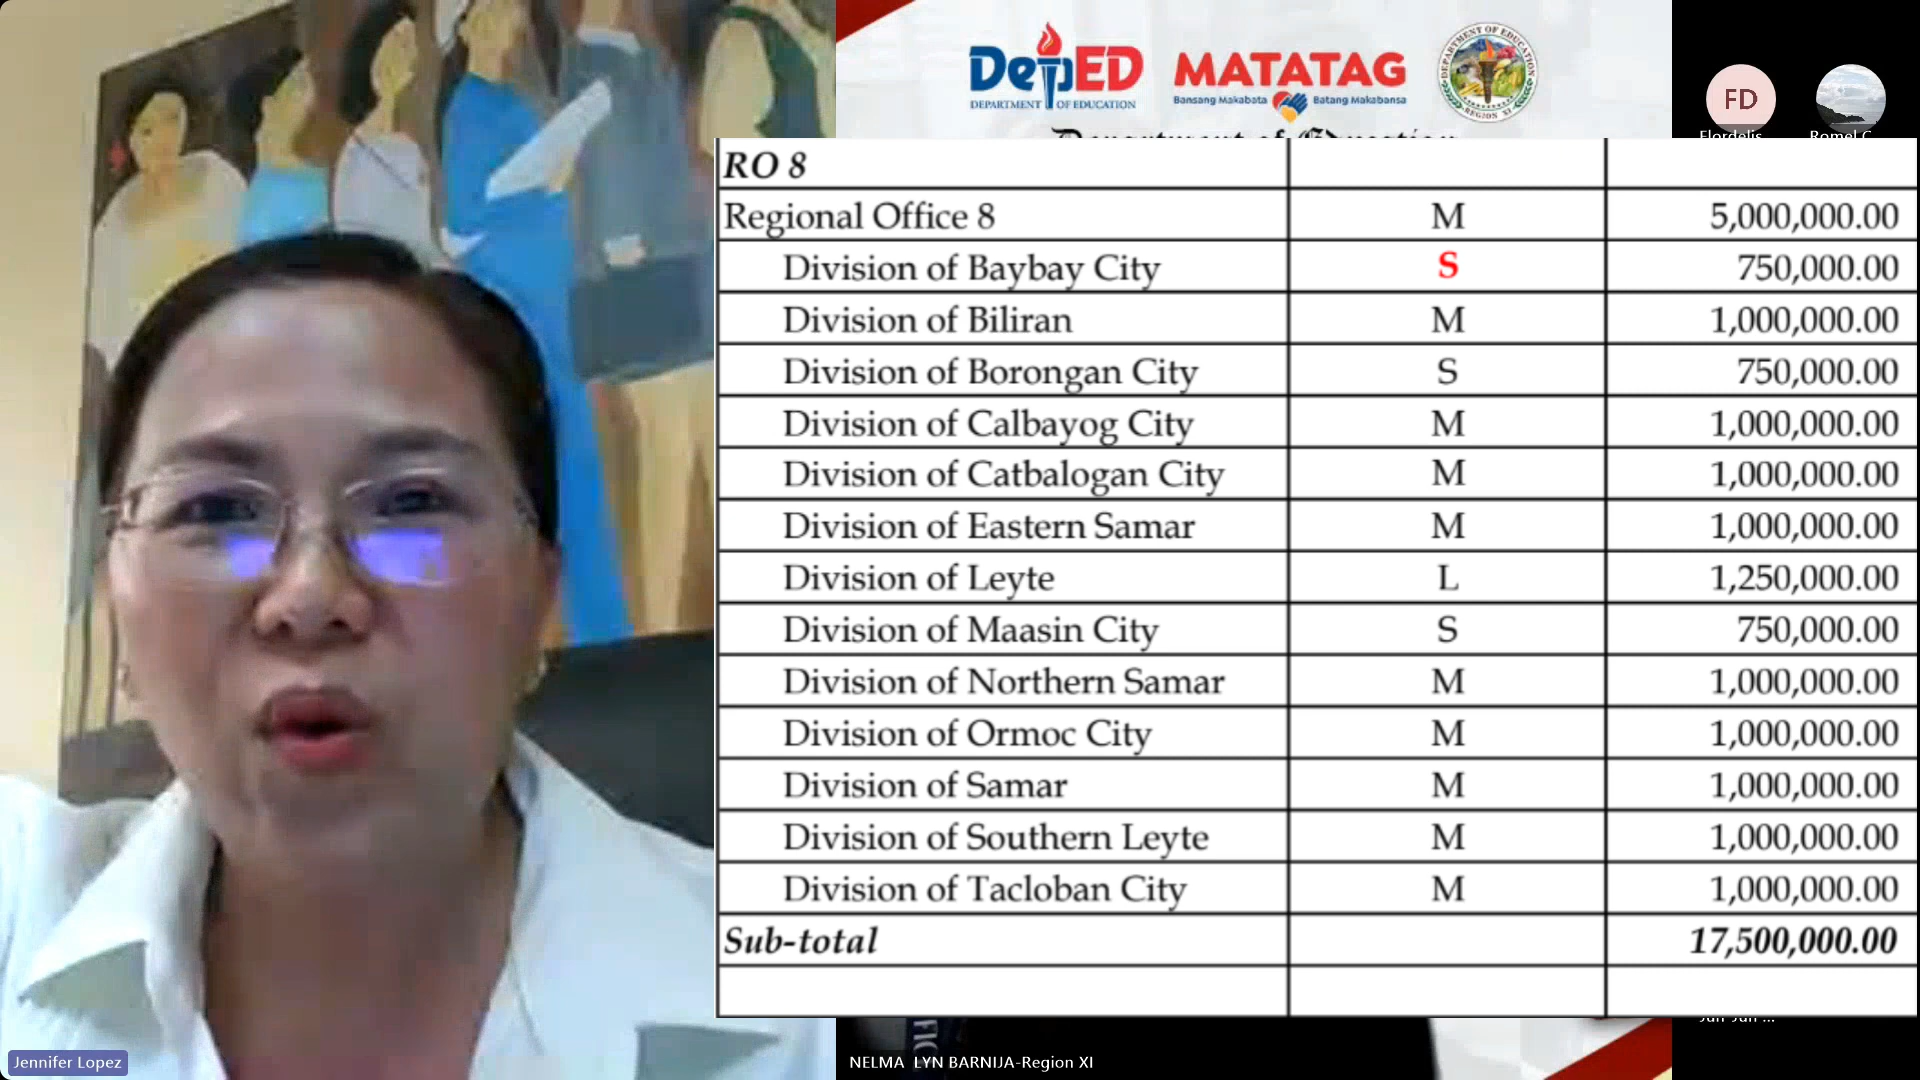 DepED
DEPARTMENT OF EDUCATION
MATATAG
Bansang Makabata Batang Makabansa
DEPARTMENT OF EDUCATION
REGION XI
FD
RO 8
Regional Office 8 M 5,000,000.00
Division of Baybay City S 750,000.00
Division of Biliran M 1,000,000.00
Division of Borongan City S 750,000.00
Division of Calbayog City M 1,000,000.00
Division of Catbalogan City M 1,000,000.00
Division of Eastern Samar M 1,000,000.00
Division of Leyte L 1,250,000.00
Division of Maasin City S 750,000.00
Division of Northern Samar M 1,000,000.00
Division of Ormoc City M 1,000,000.00
Division of Samar M 1,000,000.00
Division of Southern Leyte M 1,000,000.00
Division of Tacloban City M 1,000,000.00
Sub-total 17,500,000.00
Jennifer Lopez
NELMA LYN BARNIJA-Region XI